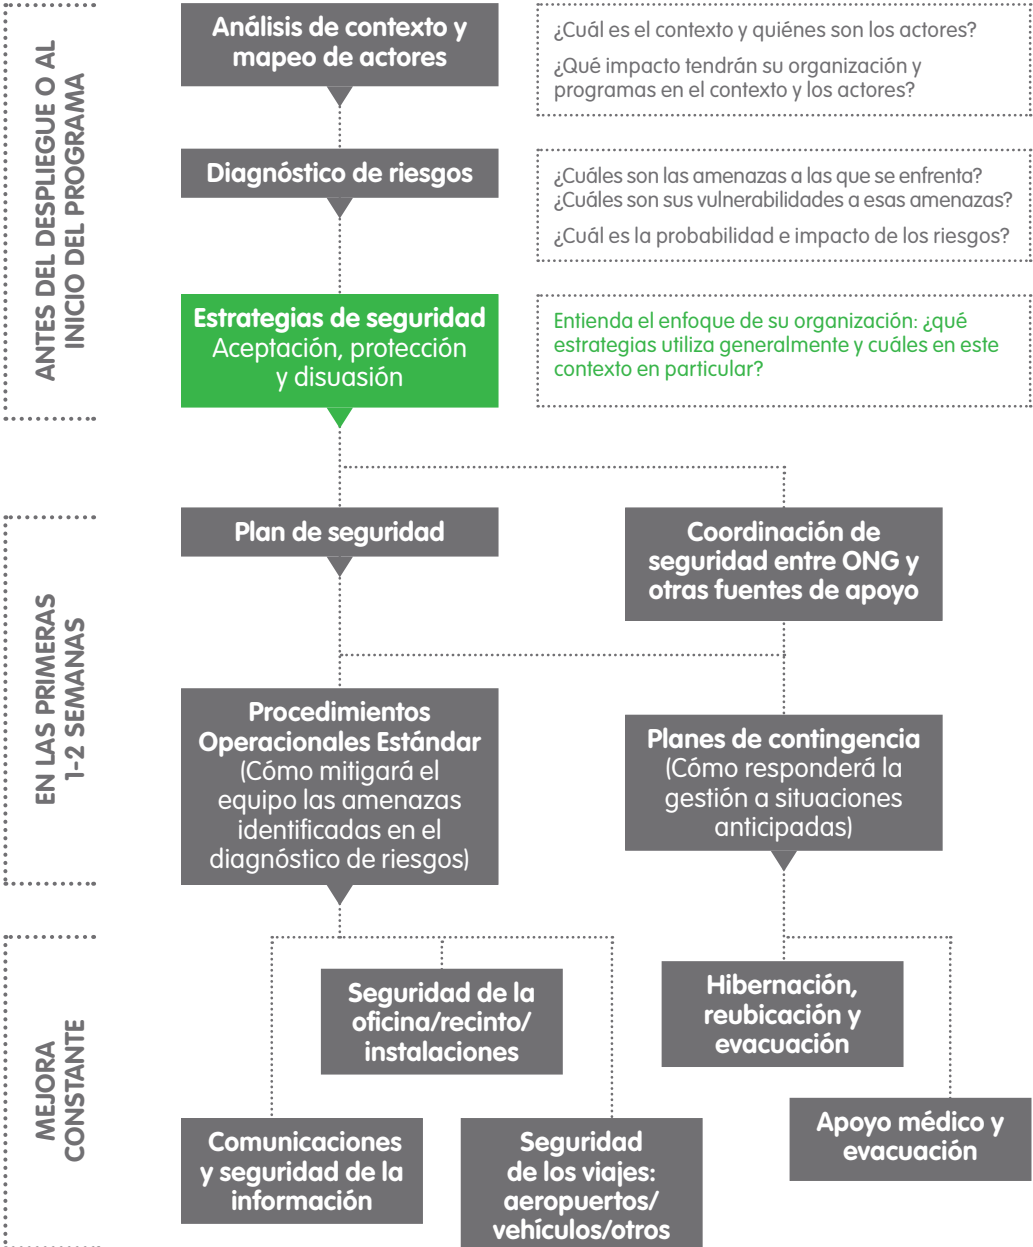 ANTES DEL DESPLIEGUE O AL
INICIO DEL PROGRAMA
Análisis de contexto y
mapeo de actores
¿Cuál es el contexto y quiénes son los actores?
¿Qué impacto tendrán su organización y
programas en el contexto y los actores?
Diagnóstico de riesgos
¿Cuáles son las amenazas a las que se enfrenta?
¿Cuáles son sus vulnerabilidades a esas amenazas?
¿Cuál es la probabilidad e impacto de los riesgos?
Estrategias de seguridad
Aceptación, protección
y disuasión
Entienda el enfoque de su organización: ¿qué
estrategias utiliza generalmente y cuáles en este
contexto en particular?
EN LAS PRIMERAS
1-2 SEMANAS
Plan de seguridad
Coordinación de
seguridad entre ONG y
otras fuentes de apoyo
Procedimientos
Operacionales Estándar
(Cómo mitigará el
equipo las amenazas
identificadas en el
diagnóstico de riesgos)
Planes de contingencia
(Cómo responderá la
gestión a situaciones
anticipadas)
MEJORA
CONSTANTE
Seguridad de la
oficina/recinto/
instalaciones
Hibernación,
reubicación y
evacuación
Comunicaciones
y seguridad de la
información
Seguridad
de los viajes:
aeropuertos/
vehículos/otros
Apoyo médico y
evacuación